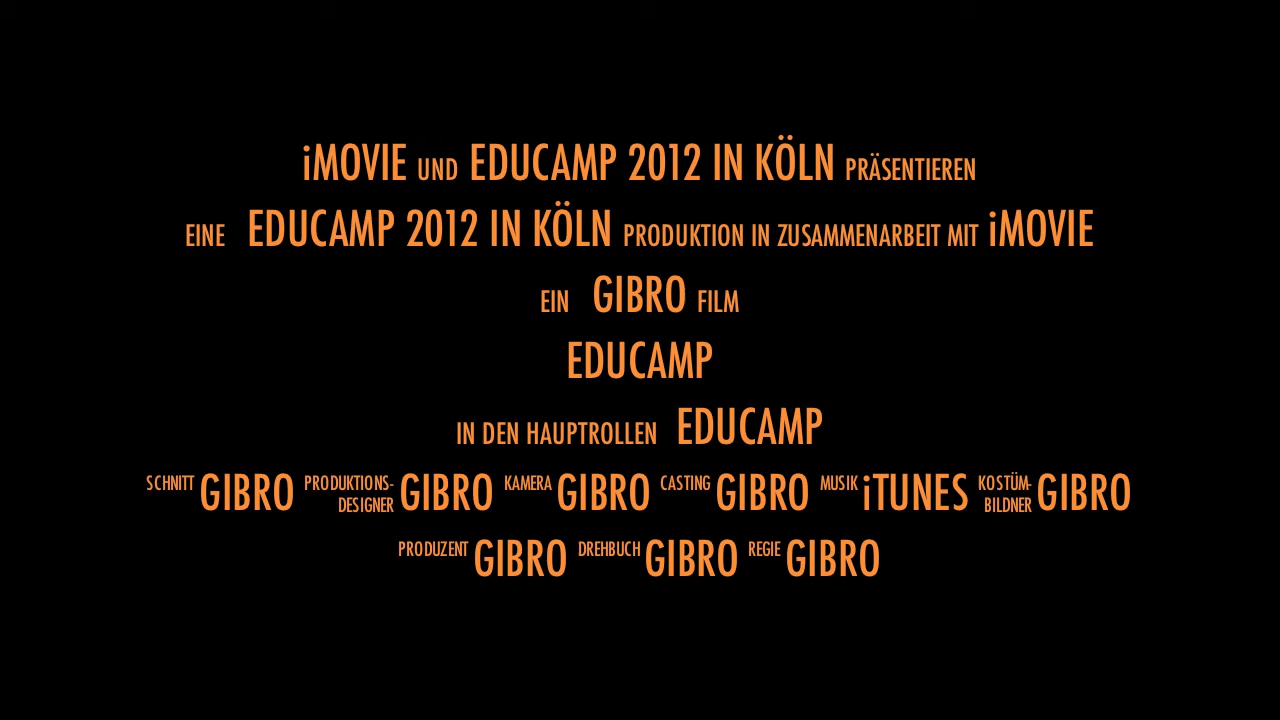 iMOVIE UND EDUCAMP 2012 IN KÖLN PRÄSENTIEREN
EINE EDUCAMP 2012 IN KÖLN PRODUKTION IN ZUSAMMENARBEIT MIT iMOVIE
EIN GIBRO FILM
EDUCAMP
IN DEN HAUPTROLLEN EDUCAMP
SCHNITT GIBRO PRODUKTIONS-DESIGNER GIBRO KAMERA GIBRO CASTING GIBRO MUSIK iTUNES KOSTÜM-BILDNER GIBRO
PRODUZENT GIBRO DREHBUCH GIBRO REGIE GIBRO